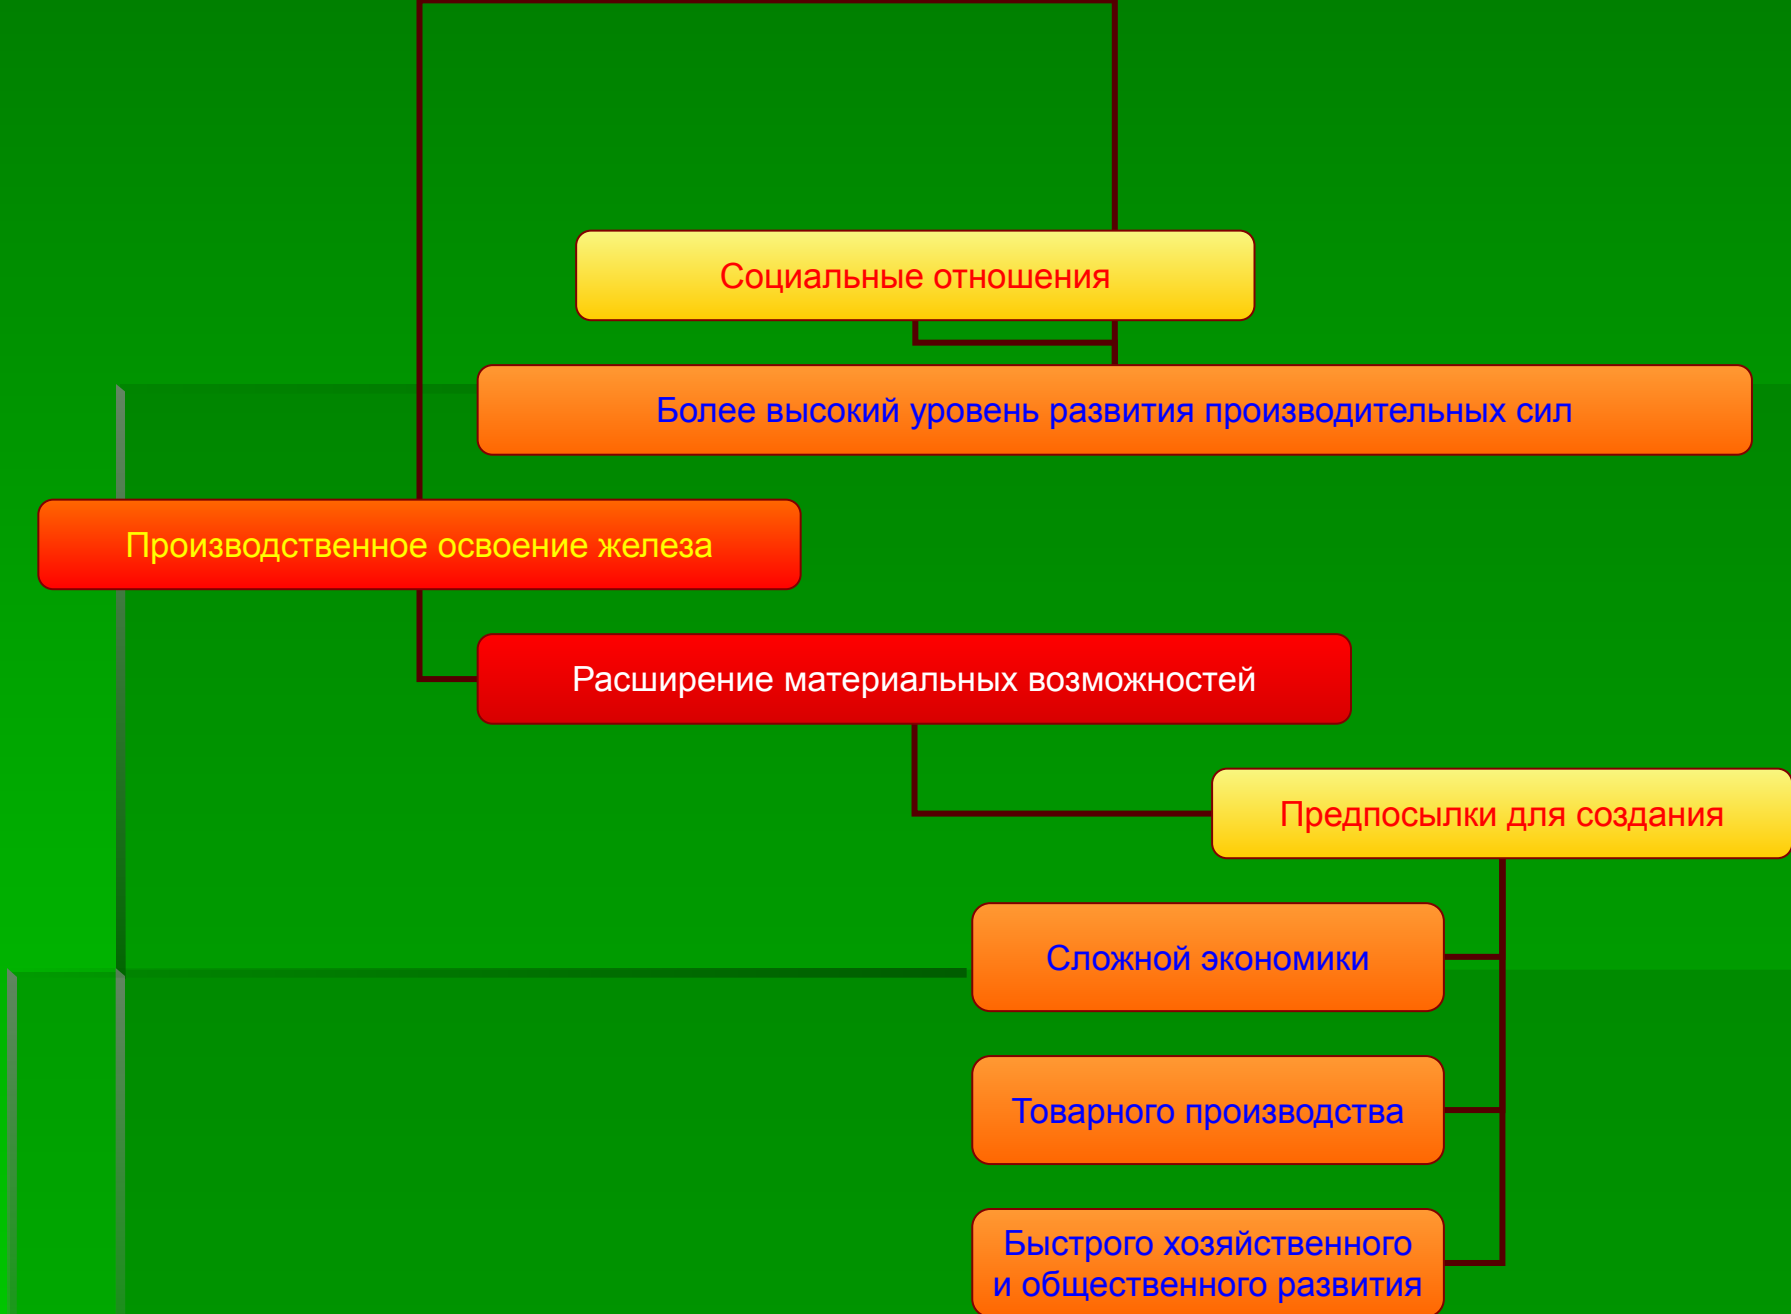 Социальные отношения
Более высокий уровень развития производительных сил
Производственное освоение железа
Расширение материальных возможностей
Предпосылки для создания
Сложной экономики
Товарного производства
Быстрого хозяйственного
и общественного развития